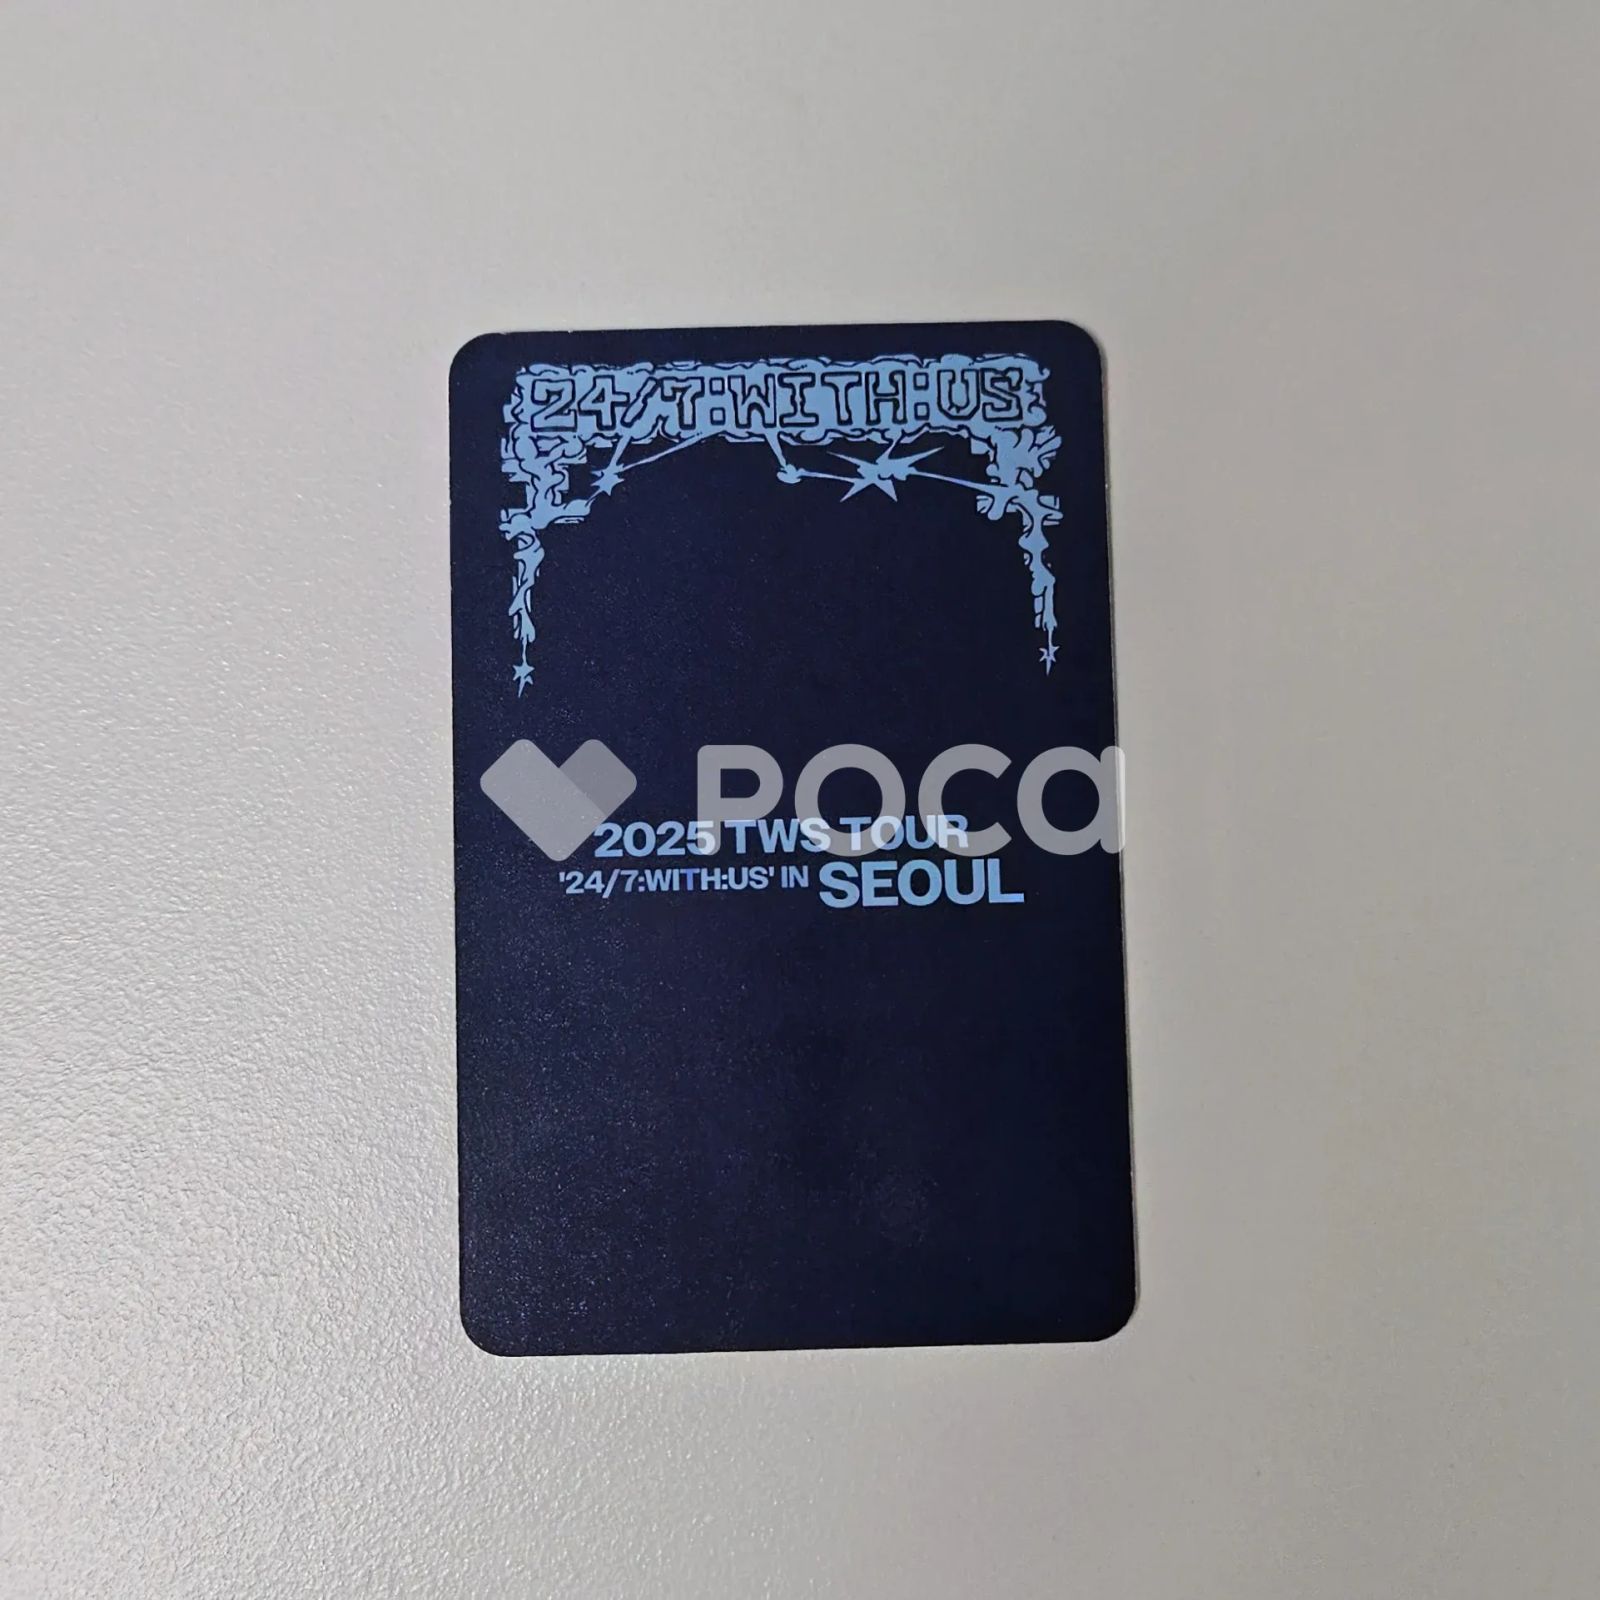 24/7:WITH:US
POCA
2025 TWS TOUR
'24/7:WITH:US' IN SEOUL